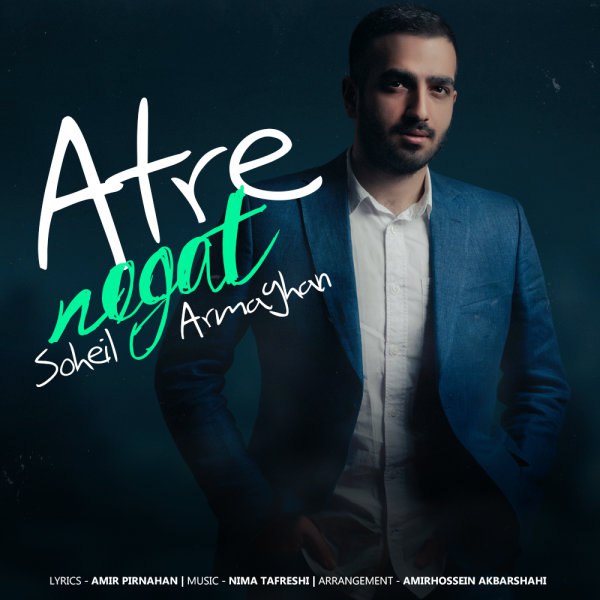 Atre
negat
Soheil Armaghan
LYRICS - AMIR PIRNAHAN | MUSIC - NIMA TAFRESHI | ARRANGEMENT - AMIRHOSSEIN AKBARSHAHI